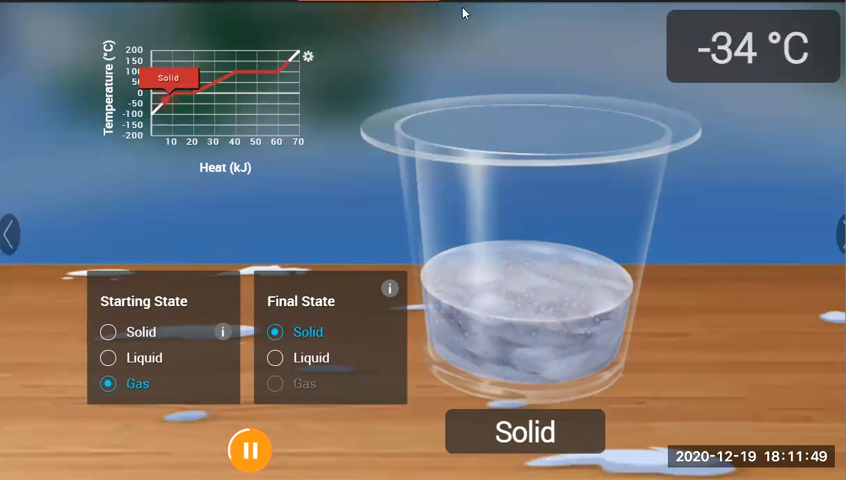 -34 °C
Temperature (°C)
200
150
100
50
0
-50
-100
-150
-200
Solid
10 20 30 40 50 60 70
Heat (kJ)
Starting State
Solid
Liquid
Gas
Final State
Solid
Liquid
Gas
Solid
2020-12-19 18:11:49